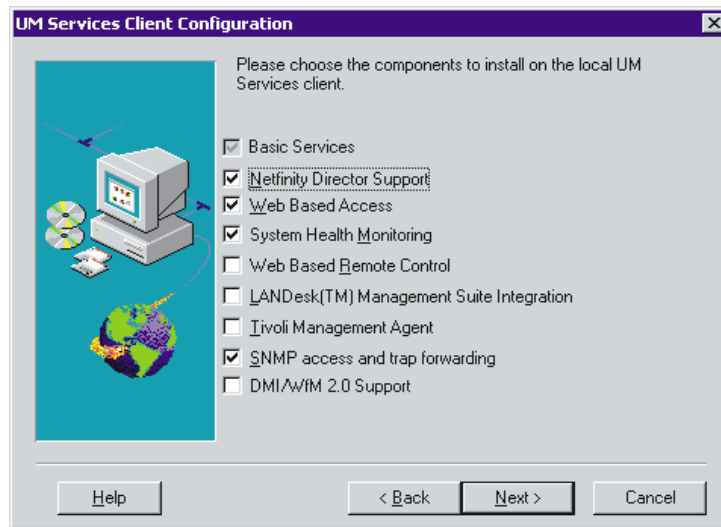 UM Services Client Configuration
Please choose the components to install on the local UM
Services client.
Basic Services
Netfinity Director Support
Web Based Access
System Health Monitoring
Web Based Remote Control
LANDesk(TM) Management Suite Integration
Tivoli Management Agent
SNMP access and trap forwarding
DMI/WfM 2.0 Support
Help
< Back
Next >
Cancel